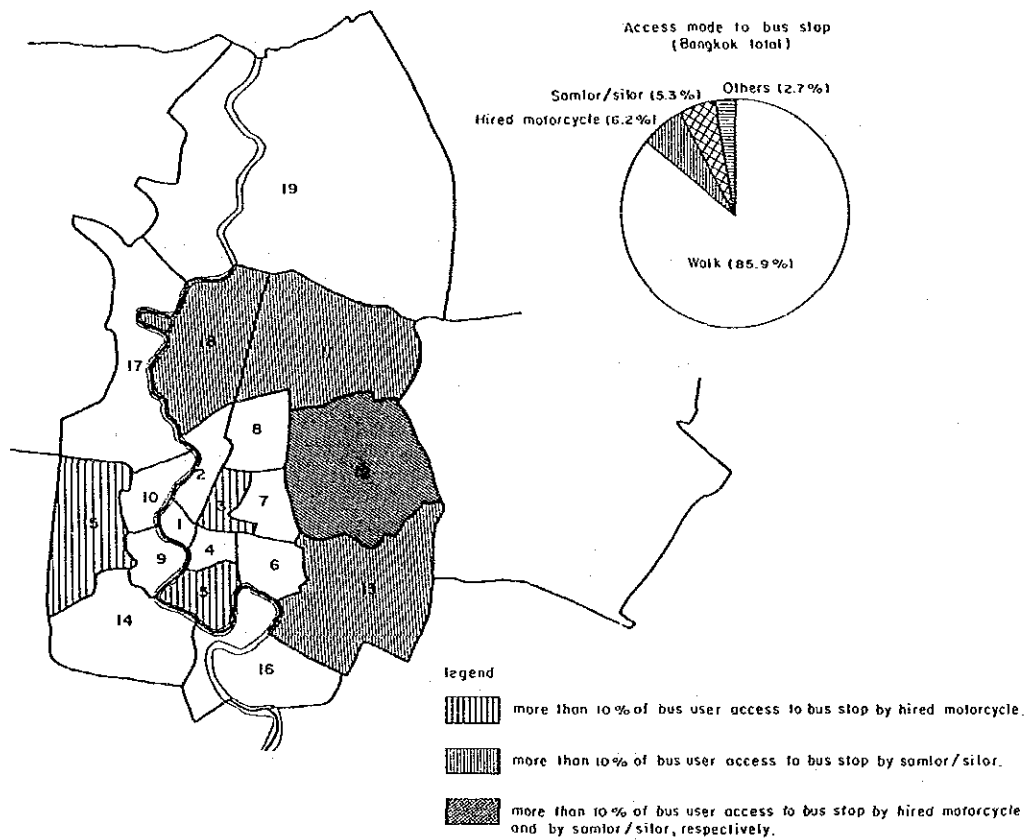 Access mode to bus stop
(Bangkok total)
Samlor/silor (5.3%)
Others (2.7%)
Hired motorcycle (6.2%)
Walk (85.9%)
19
18
17
8
2
10
3
7
1
5
9
4
6
5
13
14
16
legend
more than 10% of bus user access to bus stop by hired motorcycle.
more than 10% of bus user access to bus stop by samlor/silor.
more than 10% of bus user access to bus stop by hired motorcycle
and by samlor/silor, respectively.